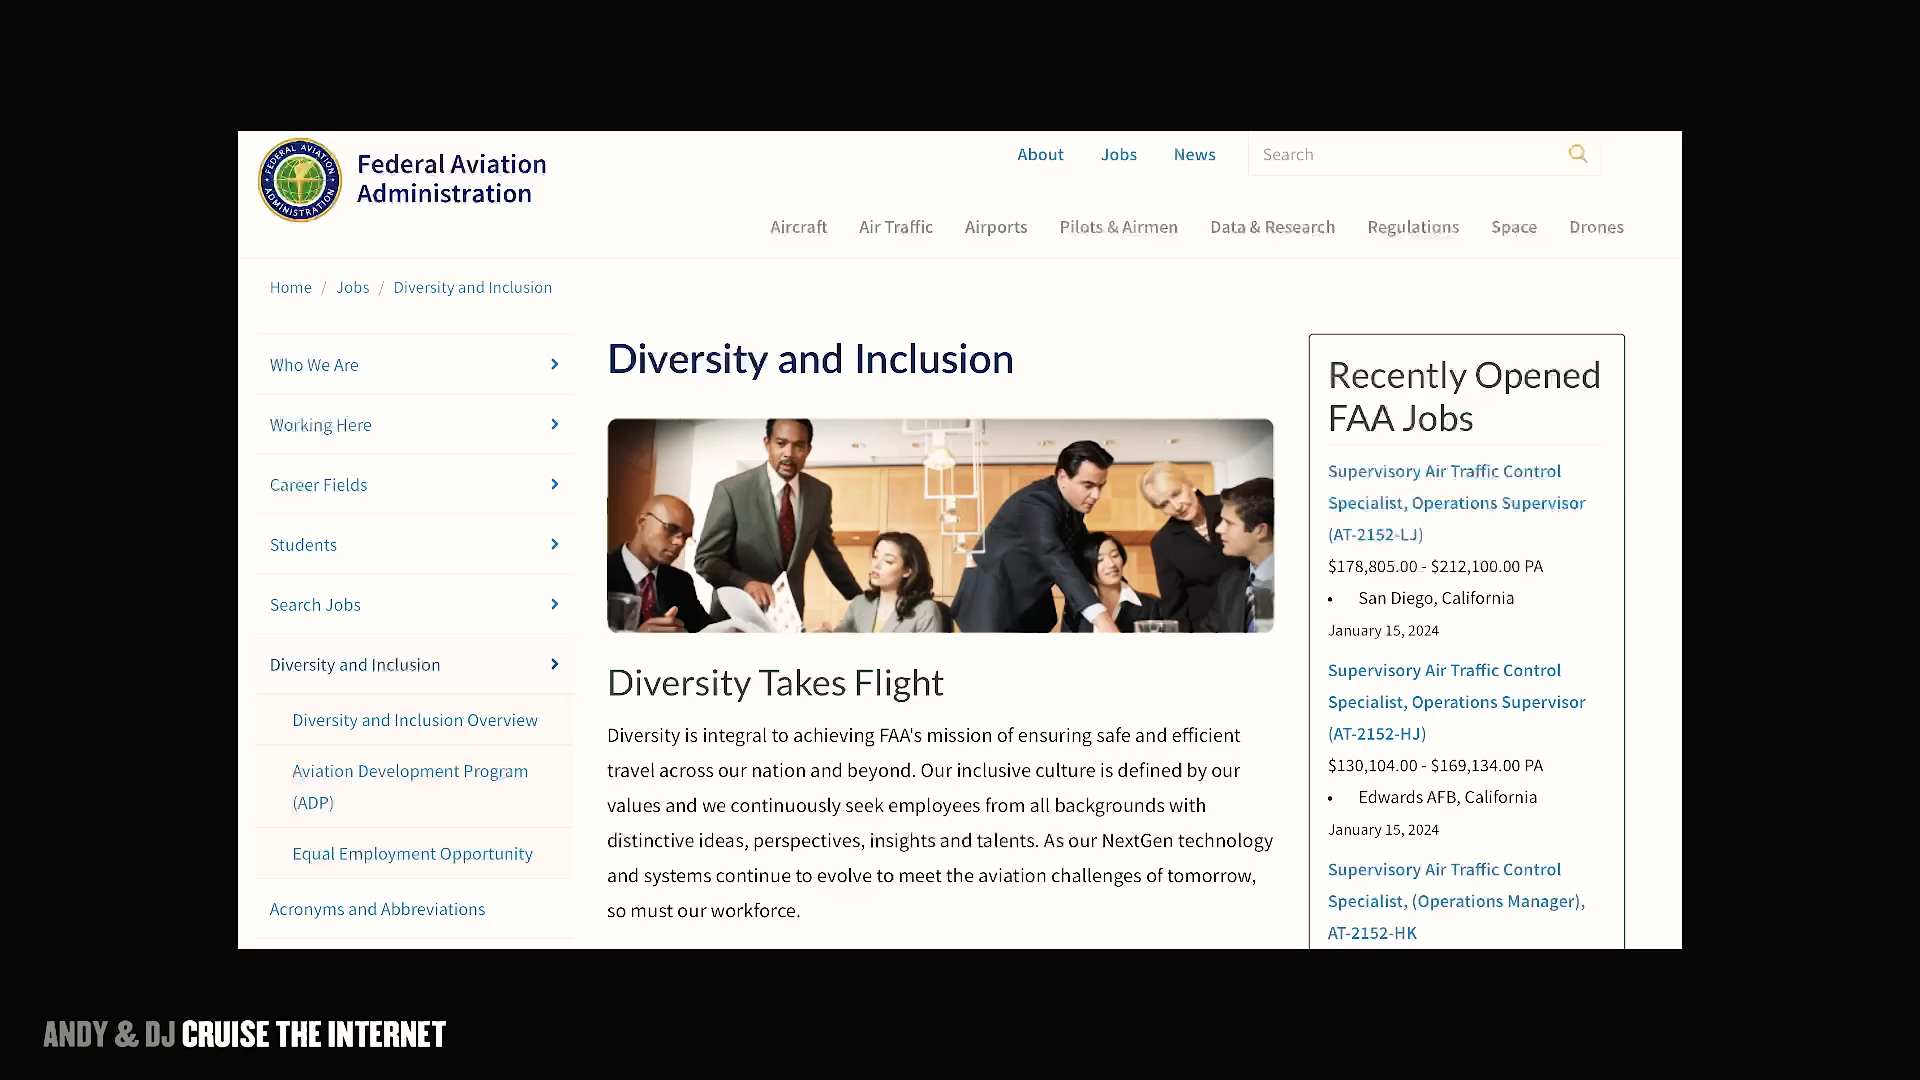 Federal Aviation
Administration
FEDERAL AVIATION
ADMINISTRATION
About
Jobs
News
Search
Aircraft
Air Traffic
Airports
Pilots & Airmen
Data & Research
Regulations
Space
Drones
Home / Jobs / Diversity and Inclusion
Who We Are
Working Here
Career Fields
Students
Search Jobs
Diversity and Inclusion
Diversity and Inclusion Overview
Aviation Development Program
(ADP)
Equal Employment Opportunity
Acronyms and Abbreviations
Diversity and Inclusion
Diversity Takes Flight
Diversity is integral to achieving FAA's mission of ensuring safe and efficient
travel across our nation and beyond. Our inclusive culture is defined by our
values and we continuously seek employees from all backgrounds with
distinctive ideas, perspectives, insights and talents. As our NextGen technology
and systems continue to evolve to meet the aviation challenges of tomorrow,
so must our workforce.
Recently Opened
FAA Jobs
Supervisory Air Traffic Control
Specialist, Operations Supervisor
(AT-2152-LJ)
$178,805.00 - $212,100.00 PA
• San Diego, California
January 15, 2024
Supervisory Air Traffic Control
Specialist, Operations Supervisor
(AT-2152-HJ)
$130,104.00 - $169,134.00 PA
• Edwards AFB, California
January 15, 2024
Supervisory Air Traffic Control
Specialist, (Operations Manager),
AT-2152-HK
ANDY & DJ CRUISE THE INTERNET